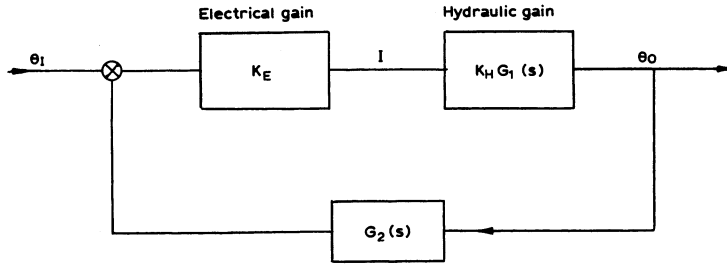 Electrical gain
Hydraulic gain
θI
KE
I
KH G1 (s)
θO
G2 (s)